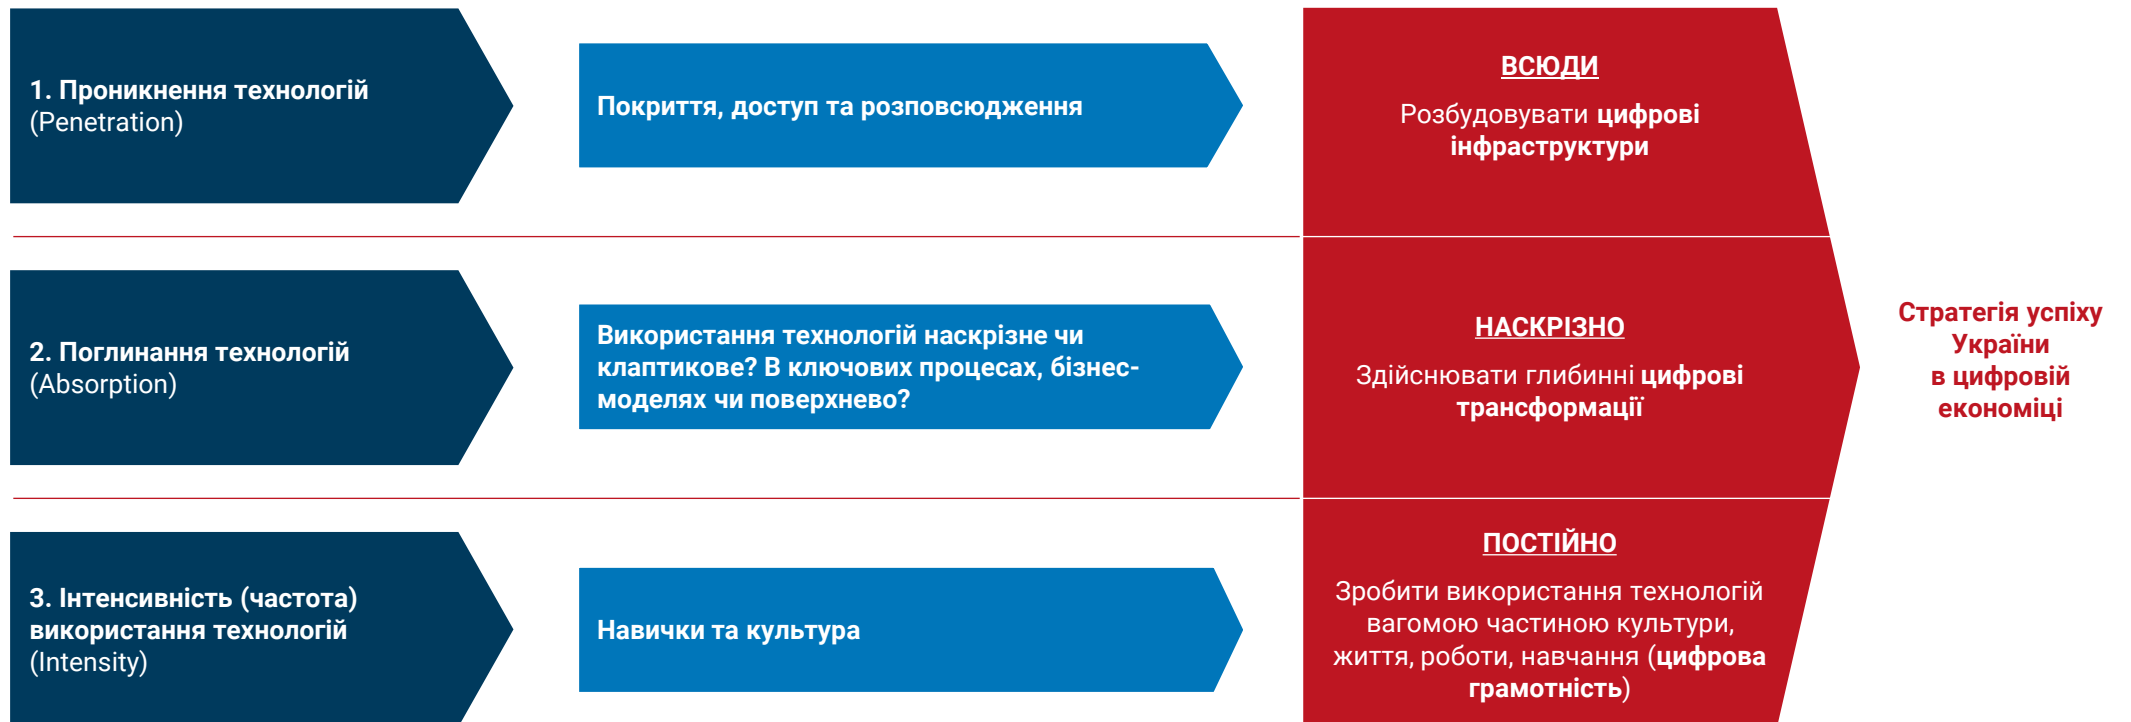 1. Проникнення технологій
(Penetration)
Покриття, доступ та розповсюдження
ВСЮДИ
Розбудовувати цифрові
інфраструктури
2. Поглинання технологій
(Absorption)
Використання технологій наскрізне чи
клаптикове? В ключових процесах, бізнес-
моделях чи поверхнево?
НАСКРІЗНО
Здійснювати глибинні цифрові
трансформації
3. Інтенсивність (частота)
використання технологій
(Intensity)
Навички та культура
ПОСТІЙНО
Зробити використання технологій
вагомою частиною культури,
життя, роботи, навчання (цифрова
грамотність)
Стратегія успіху
України
в цифровій
економіці